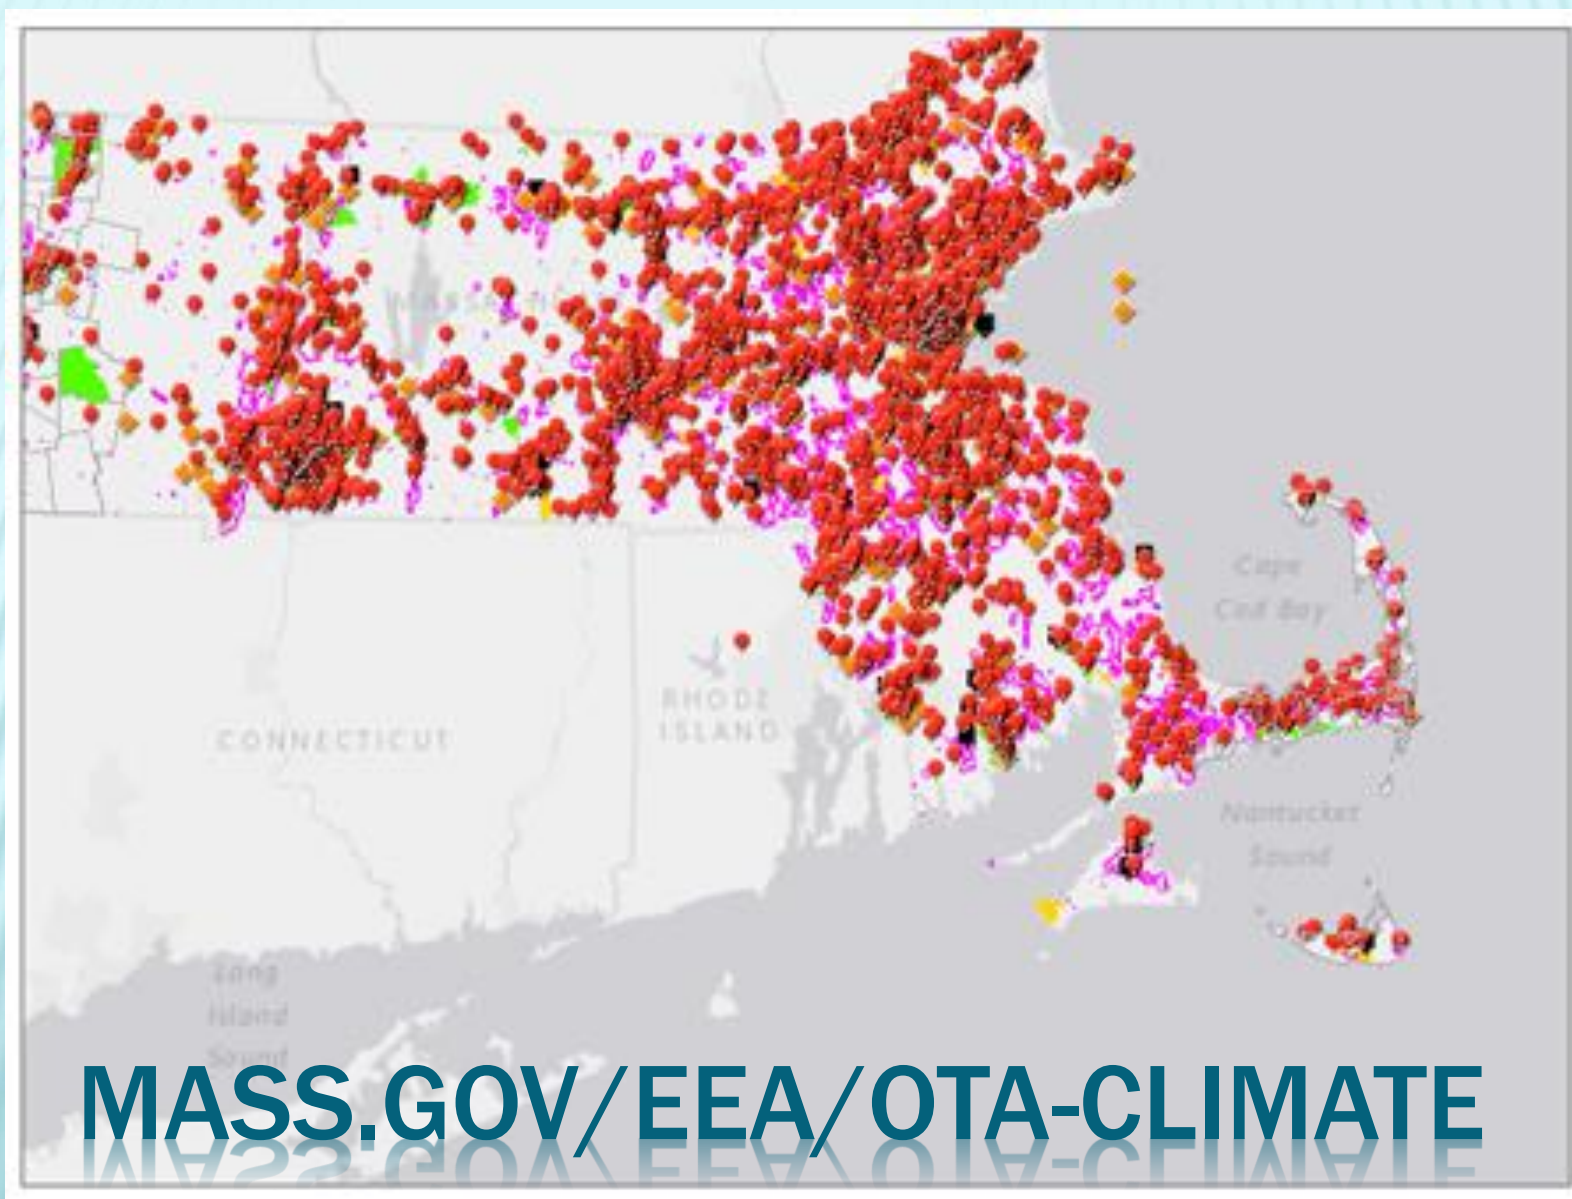 Cape
Cod Bay
RHODE
ISLAND
CONNECTICUT
Nantucket
Sound
Long
Island
Sound
MASS.GOV/EEA/OTA-CLIMATE